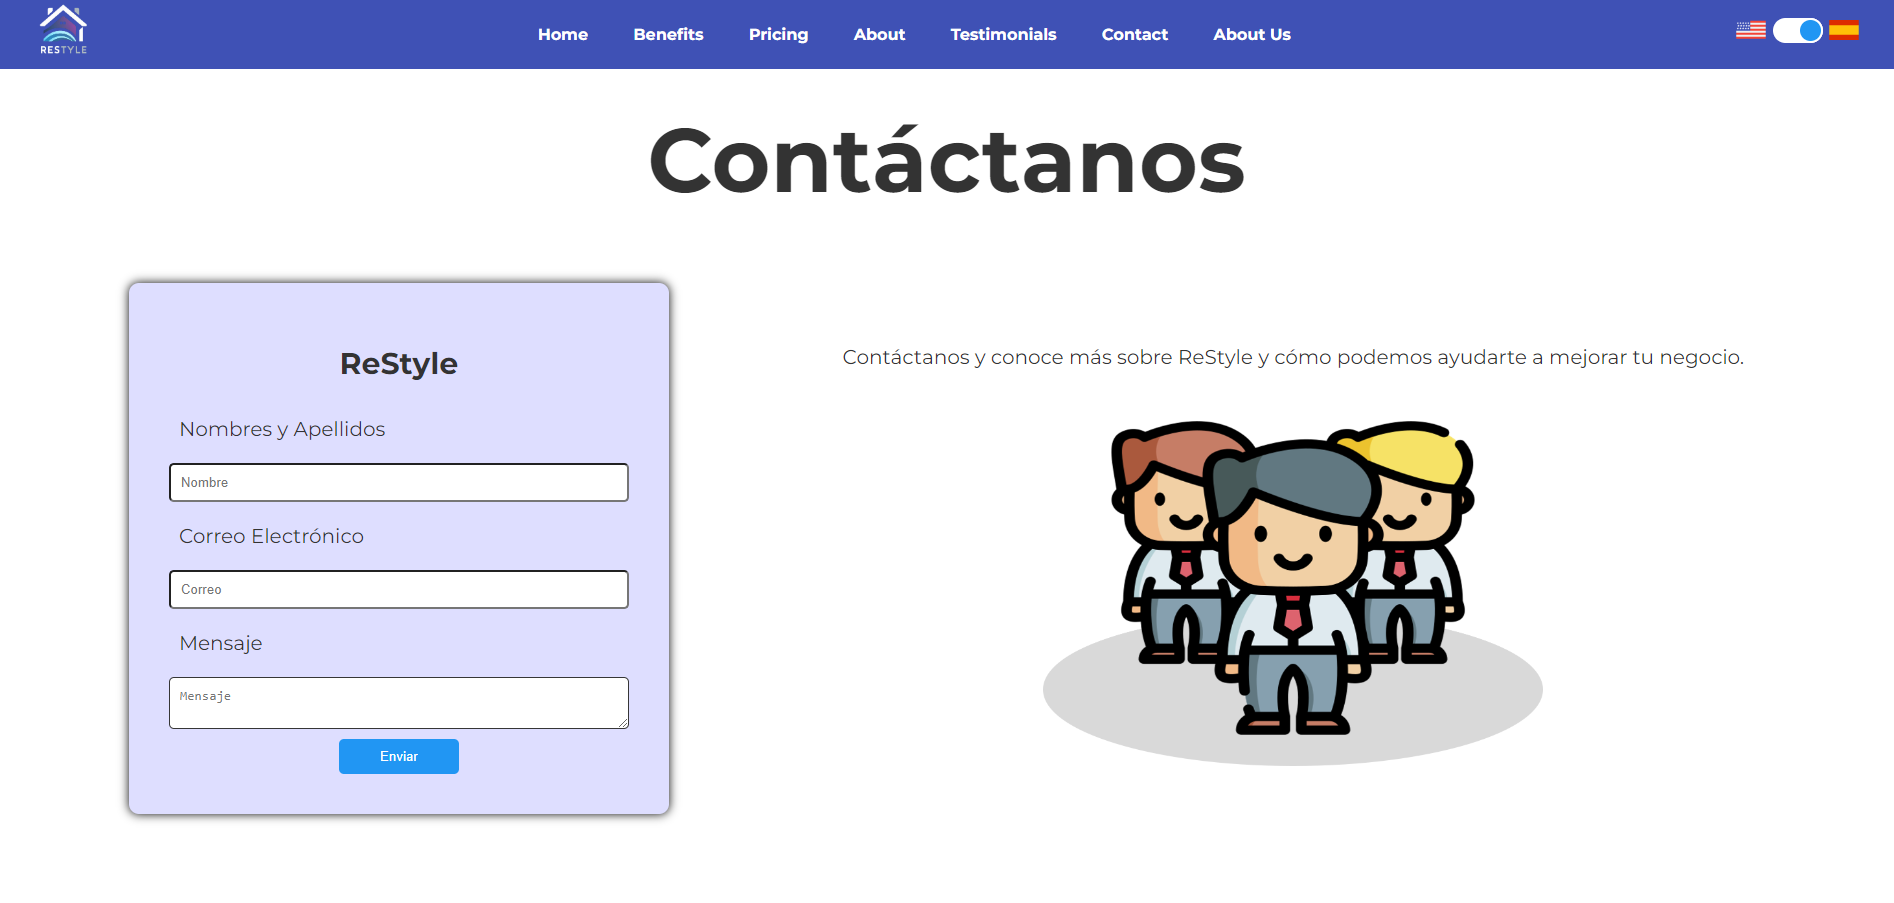 RESTYLE
Home Benefits Pricing About Testimonials Contact About Us
Contáctanos
ReStyle
Nombres y Apellidos
Nombre
Correo Electrónico
Correo
Mensaje
Mensaje
Enviar
Contáctanos y conoce más sobre ReStyle y cómo podemos ayudarte a mejorar tu negocio.